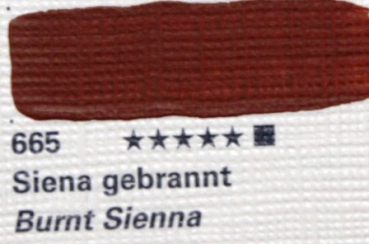 665 ★★★★★
Siena gebrannt
Burnt Sienna